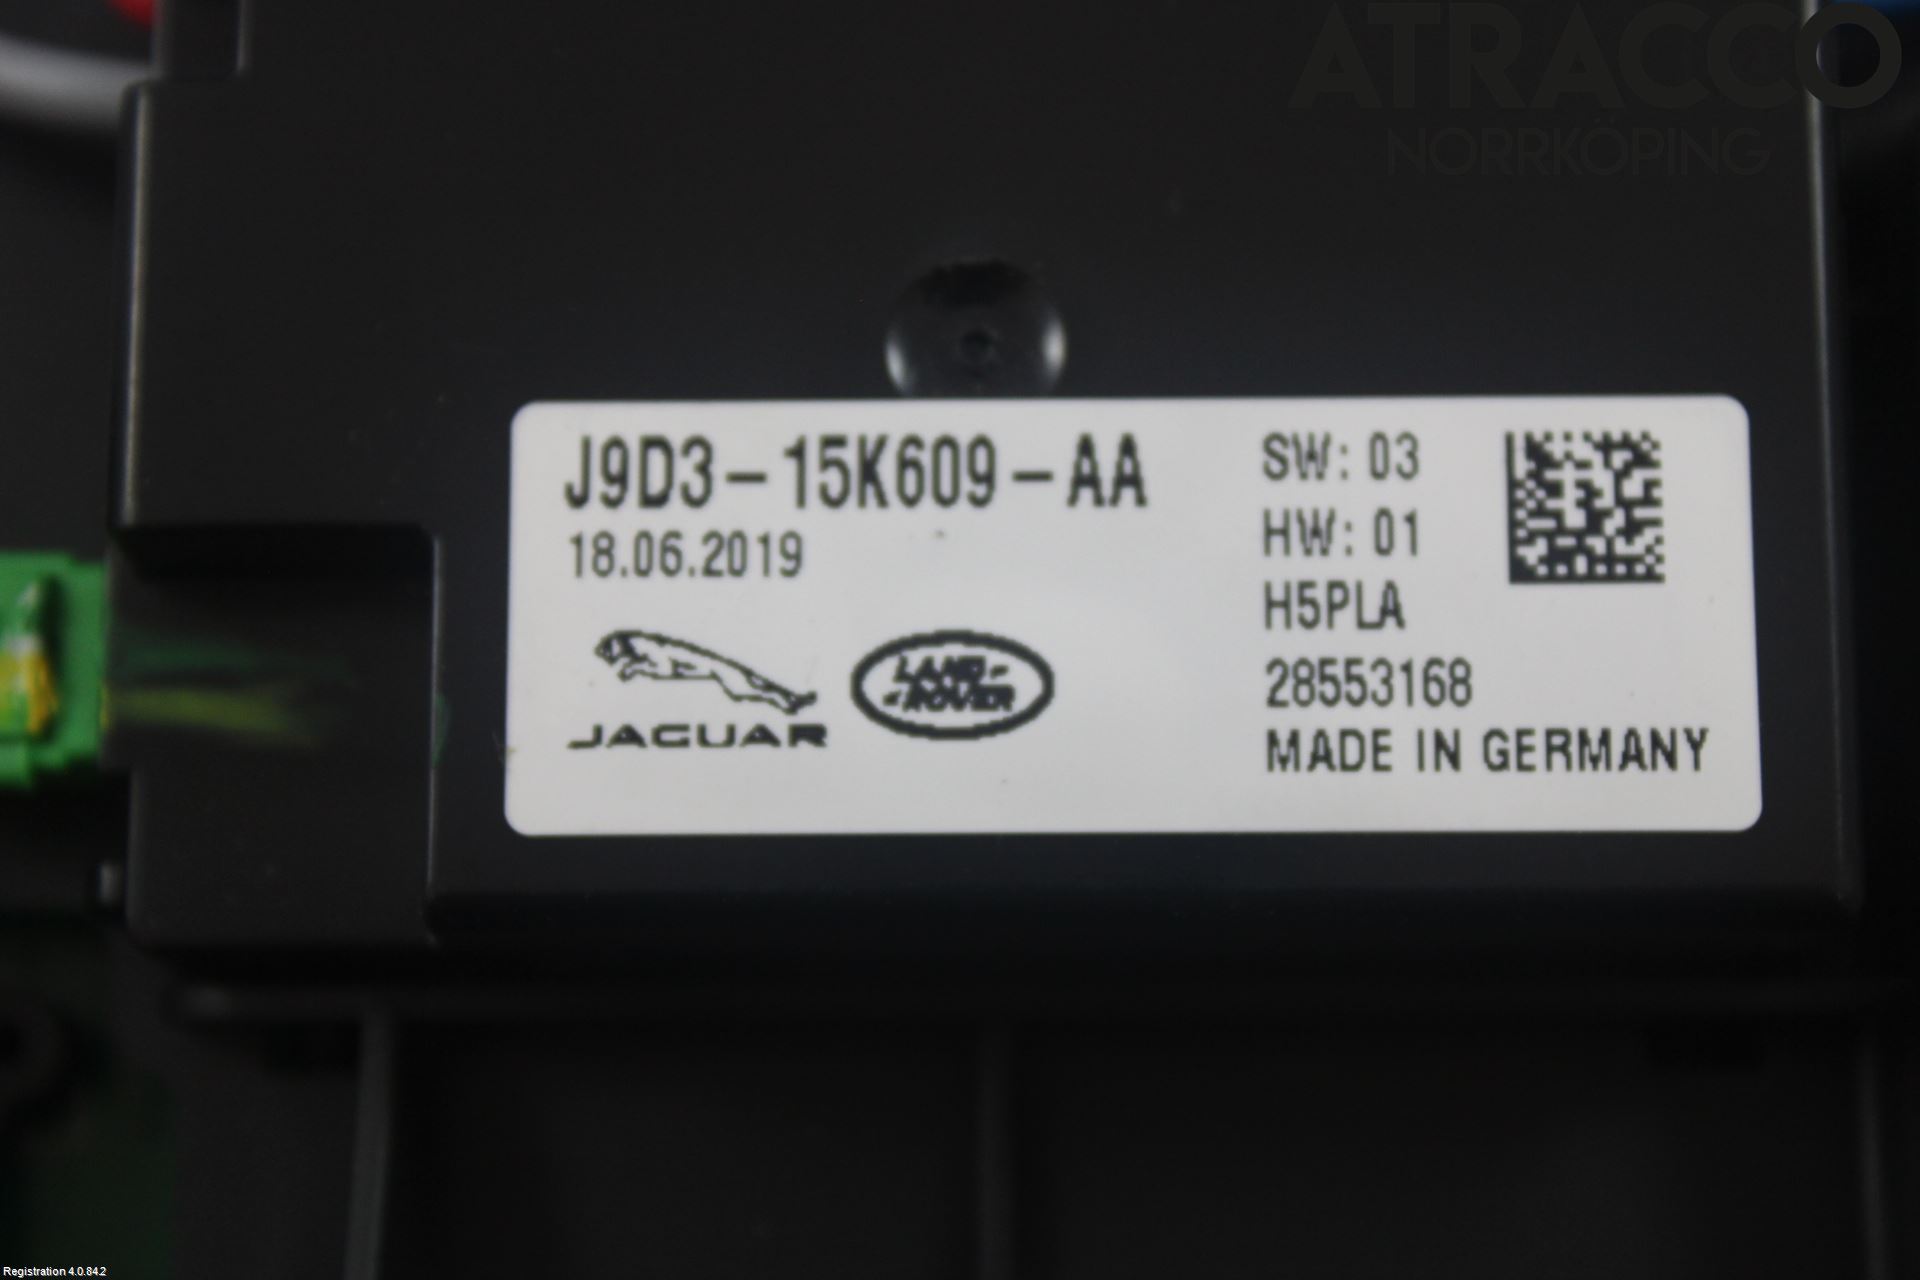 ATRACCO
NORRKÖPING
J9D3-15K609-AA
18.06.2019
JAGUAR
LAND-
ROVER
SW: 03
HW: 01
H5PLA
28553168
MADE IN GERMANY
Registration 4.0.84.2